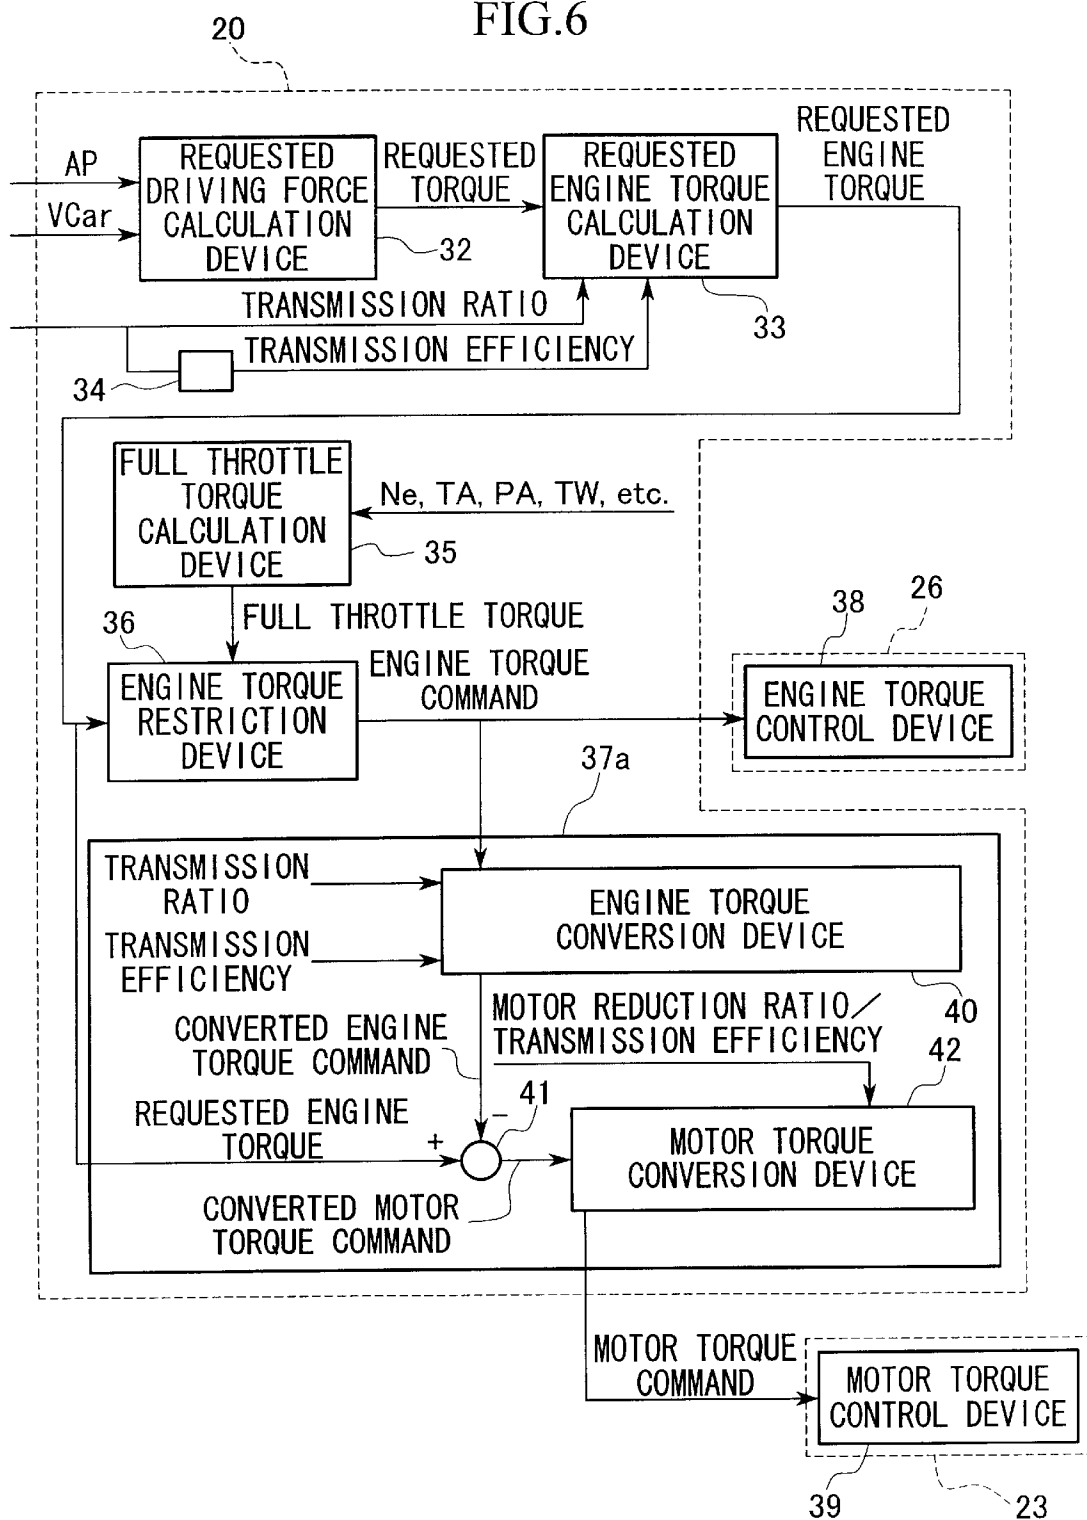 FIG.6
20
AP
VCar
REQUESTED
DRIVING FORCE
CALCULATION
DEVICE
32
REQUESTED
TORQUE
REQUESTED
ENGINE TORQUE
CALCULATION
DEVICE
33
REQUESTED
ENGINE
TORQUE
TRANSMISSION RATIO
TRANSMISSION EFFICIENCY
34
FULL THROTTLE
TORQUE
CALCULATION
DEVICE
Ne, TA, PA, TW, etc.
35
FULL THROTTLE TORQUE
36
ENGINE TORQUE
RESTRICTION
DEVICE
ENGINE TORQUE
COMMAND
38
26
ENGINE TORQUE
CONTROL DEVICE
37a
TRANSMISSION
RATIO
TRANSMISSION
EFFICIENCY
ENGINE TORQUE
CONVERSION DEVICE
40
MOTOR REDUCTION RATIO/
TRANSMISSION EFFICIENCY
42
CONVERTED ENGINE
TORQUE COMMAND
41
−
+
REQUESTED ENGINE
TORQUE
MOTOR TORQUE
CONVERSION DEVICE
CONVERTED MOTOR
TORQUE COMMAND
MOTOR TORQUE
COMMAND
MOTOR TORQUE
CONTROL DEVICE
39
23